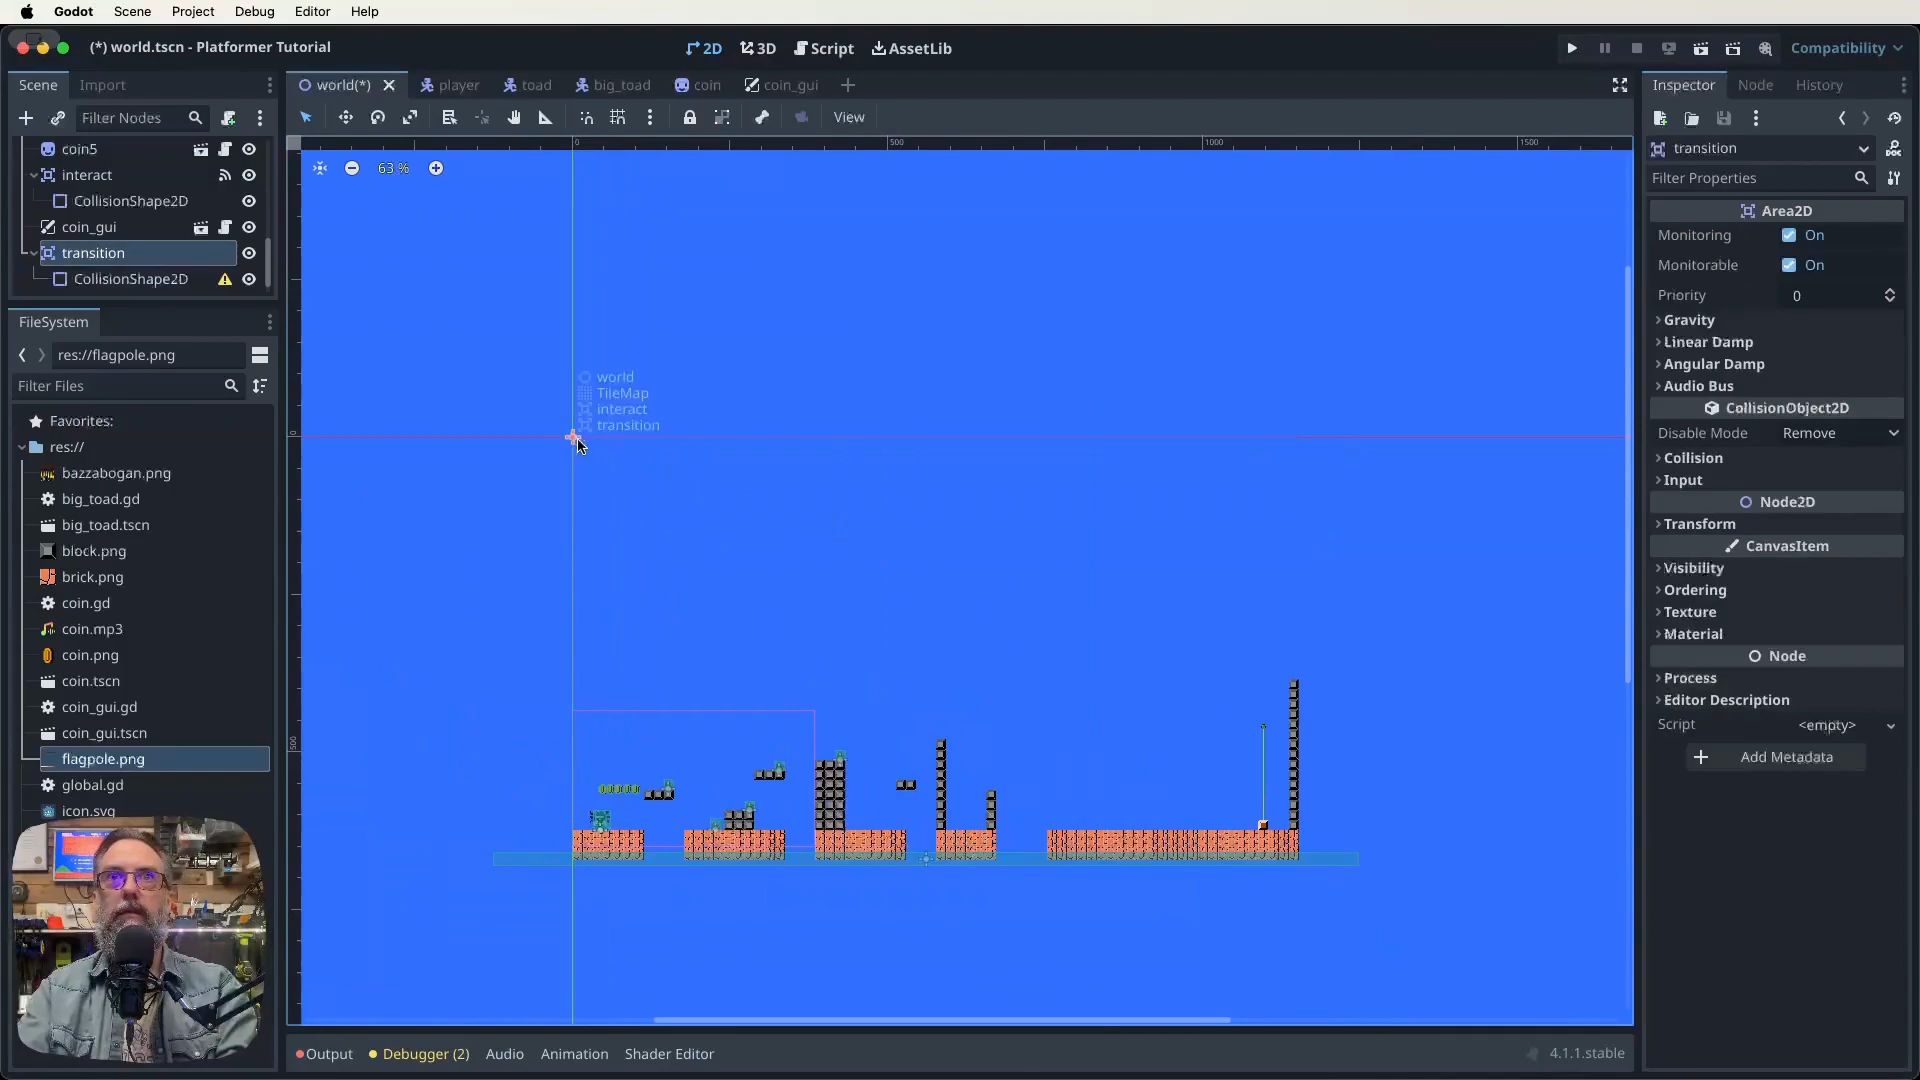 Godot Scene Project Debug Editor Help
(*) world.tscn - Platformer Tutorial
2D 3D Script AssetLib
Compatibility
Scene Import
world(*) player toad big_toad coin coin_gui
Inspector Node History
Filter Nodes
View
0 500 1000 1500
coin5
interact
CollisionShape2D
coin_gui
transition
CollisionShape2D
63 %
world
TileMap
interact
transition
0
500
FileSystem
res://flagpole.png
Filter Files
Favorites:
res://
bazzabogan.png
big_toad.gd
big_toad.tscn
block.png
brick.png
coin.gd
coin.mp3
coin.png
coin.tscn
coin_gui.gd
coin_gui.tscn
flagpole.png
global.gd
icon.svg
transition
Filter Properties
Area2D
Monitoring On
Monitorable On
Priority 0
Gravity
Linear Damp
Angular Damp
Audio Bus
CollisionObject2D
Disable Mode Remove
Collision
Input
Node2D
Transform
CanvasItem
Visibility
Ordering
Texture
Material
Node
Process
Editor Description
Script <empty>
Add Metadata
Output Debugger (2) Audio Animation Shader Editor
4.1.1.stable